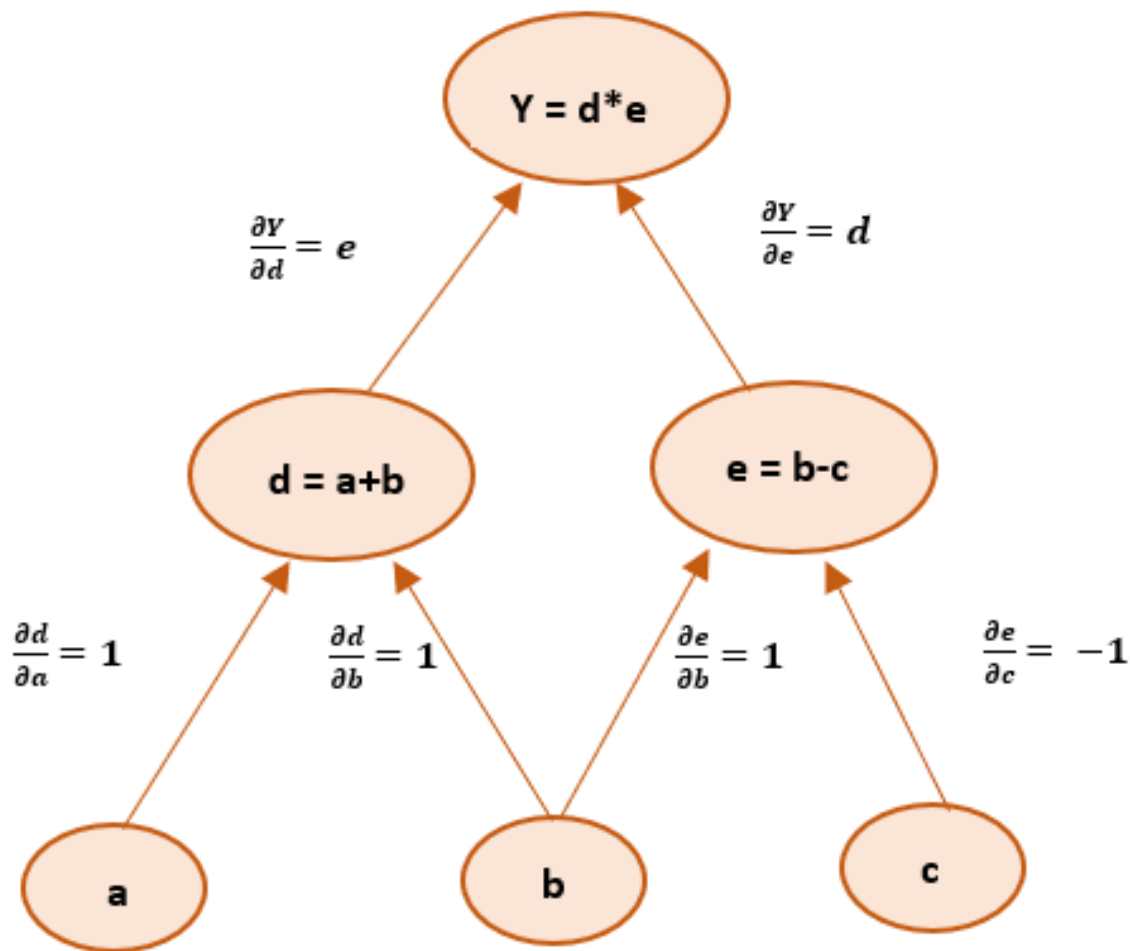 Y = d*e
∂Y/∂d = e
∂Y/∂e = d
d = a+b
e = b-c
∂d/∂a = 1
∂d/∂b = 1
∂e/∂b = 1
∂e/∂c = −1
a
b
c